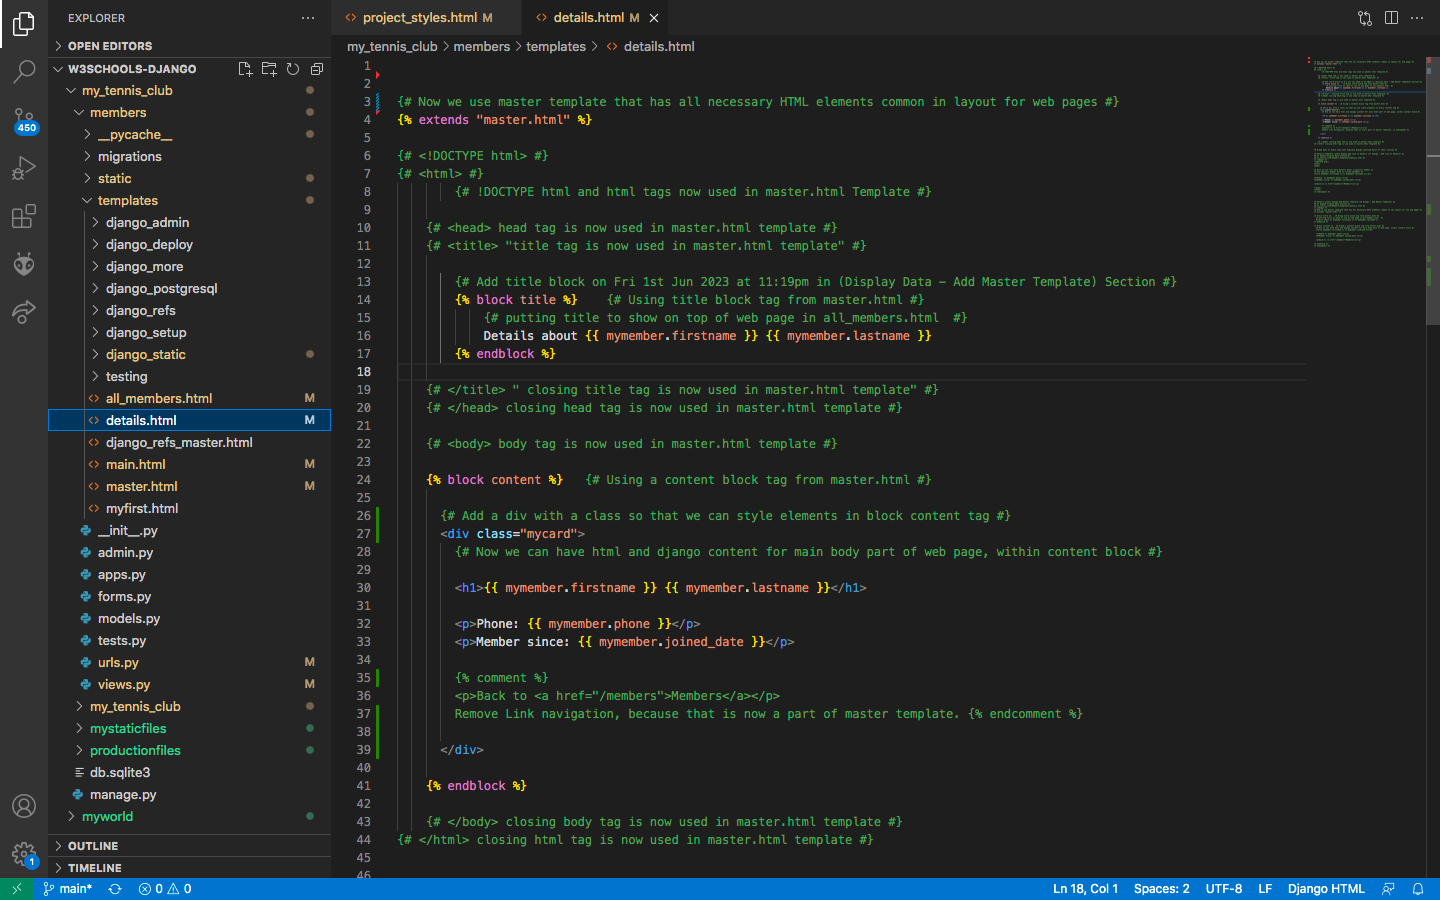 EXPLORER
OPEN EDITORS
W3SCHOOLS-DJANGO
my_tennis_club
members
__pycache__
migrations
static
templates
django_admin
django_deploy
django_more
django_postgresql
django_refs
django_setup
django_static
testing
all_members.html M
details.html M
django_refs_master.html
main.html M
master.html M
myfirst.html
__init__.py
admin.py
apps.py
forms.py
models.py
tests.py
urls.py M
views.py M
my_tennis_club
mystaticfiles
productionfiles
db.sqlite3
manage.py
myworld
OUTLINE
TIMELINE
450
1
project_styles.html M details.html M
my_tennis_club > members > templates > details.html
1
2
3 {# Now we use master template that has all necessary HTML elements common in layout for web pages #}
4 {% extends "master.html" %}
5
6 {# <!DOCTYPE html> #}
7 {# <html> #}
8 {# !DOCTYPE html and html tags now used in master.html Template #}
9
10 {# <head> head tag is now used in master.html template #}
11 {# <title> "title tag is now used in master.html template" #}
12
13 {# Add title block on Fri 1st Jun 2023 at 11:19pm in (Display Data - Add Master Template) Section #}
14 {% block title %} {# Using title block tag from master.html #}
15 {# putting title to show on top of web page in all_members.html #}
16 Details about {{ mymember.firstname }} {{ mymember.lastname }}
17 {% endblock %}
18
19 {# </title> " closing title tag is now used in master.html template" #}
20 {# </head> closing head tag is now used in master.html template #}
21
22 {# <body> body tag is now used in master.html template #}
23
24 {% block content %} {# Using a content block tag from master.html #}
25
26 {# Add a div with a class so that we can style elements in block content tag #}
27 <div class="mycard">
28 {# Now we can have html and django content for main body part of web page, within content block #}
29
30 <h1>{{ mymember.firstname }} {{ mymember.lastname }}</h1>
31
32 <p>Phone: {{ mymember.phone }}</p>
33 <p>Member since: {{ mymember.joined_date }}</p>
34
35 {% comment %}
36 <p>Back to <a href="/members">Members</a></p>
37 Remove Link navigation, because that is now a part of master template. {% endcomment %}
38
39 </div>
40
41 {% endblock %}
42
43 {# </body> closing body tag is now used in master.html template #}
44 {# </html> closing html tag is now used in master.html template #}
45
46
main* 0 0 Ln 18, Col 1 Spaces: 2 UTF-8 LF Django HTML